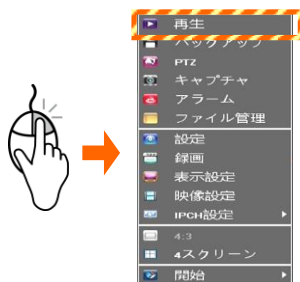 再生
バックアップ
PTZ
キャプチャ
アラーム
ファイル管理
設定
録画
表示設定
映像設定
IPCH設定
4:3
4スクリーン
開始